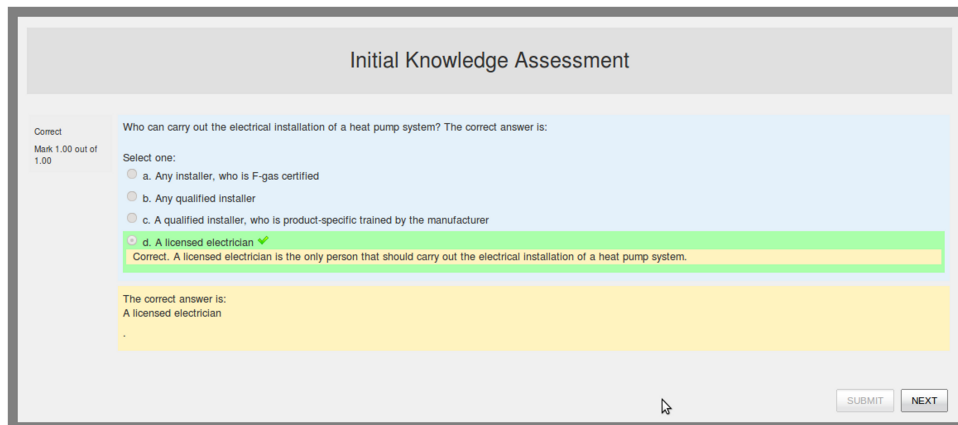 Initial Knowledge Assessment
Correct
Mark 1.00 out of
1.00
Who can carry out the electrical installation of a heat pump system? The correct answer is:
Select one:
a. Any installer, who is F-gas certified
b. Any qualified installer
c. A qualified installer, who is product-specific trained by the manufacturer
d. A licensed electrician
Correct. A licensed electrician is the only person that should carry out the electrical installation of a heat pump system.
The correct answer is:
A licensed electrician
.
SUBMIT
NEXT